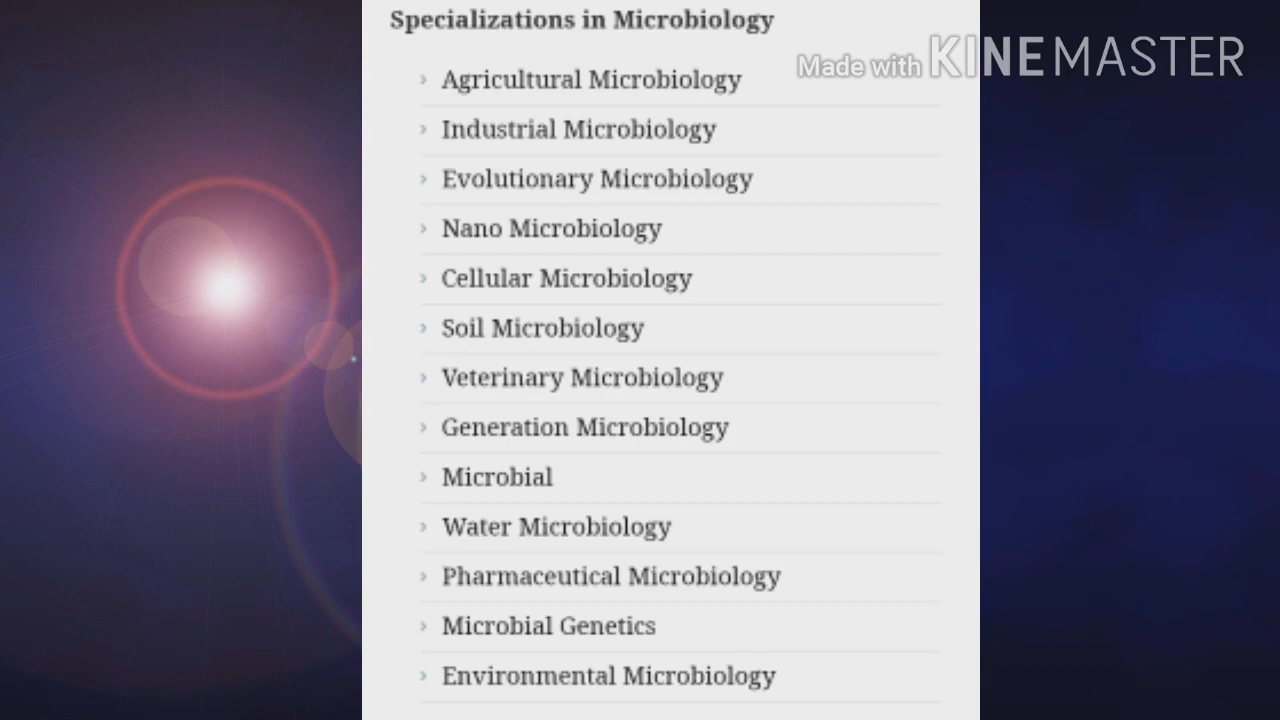 Specializations in Microbiology
Made with KINEMASTER
Agricultural Microbiology
Industrial Microbiology
Evolutionary Microbiology
Nano Microbiology
Cellular Microbiology
Soil Microbiology
Veterinary Microbiology
Generation Microbiology
Microbial
Water Microbiology
Pharmaceutical Microbiology
Microbial Genetics
Environmental Microbiology